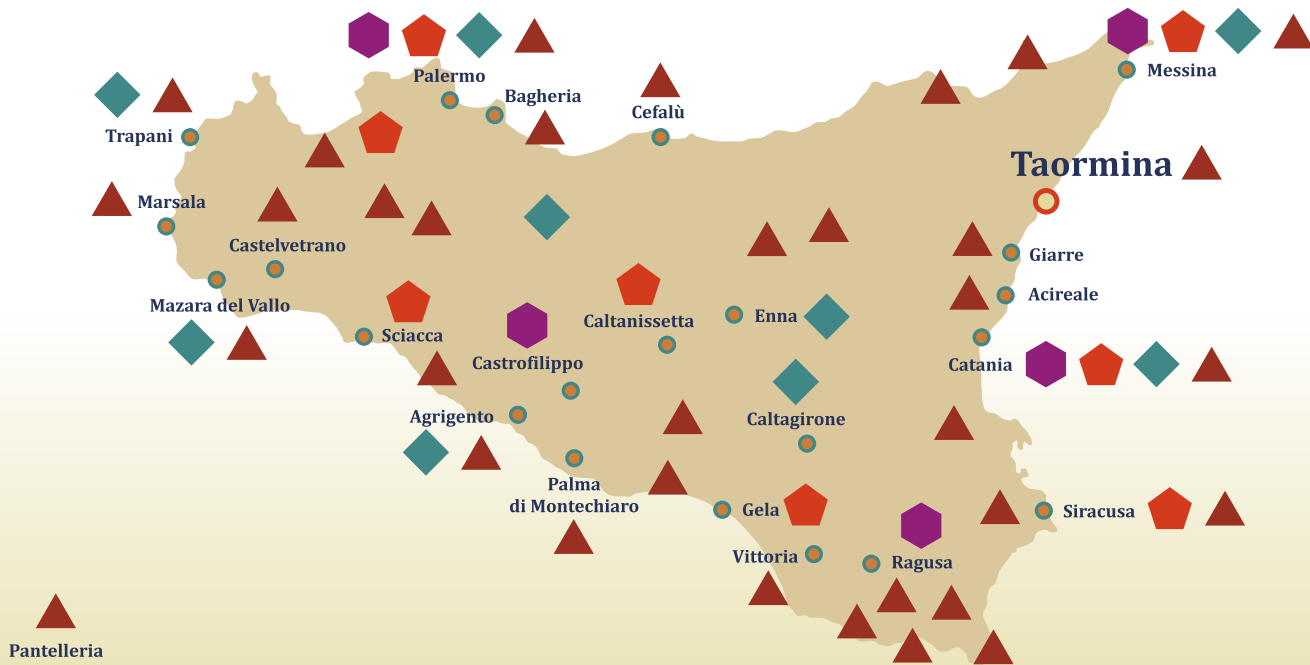 Palermo
Messina
Bagheria
Cefalù
Trapani
Taormina
Marsala
Castelvetrano
Giarre
Mazara del Vallo
Acireale
Enna
Caltanissetta
Sciacca
Castrofilippo
Catania
Agrigento
Caltagirone
Palma
di Montechiaro
Gela
Siracusa
Vittoria
Ragusa
Pantelleria